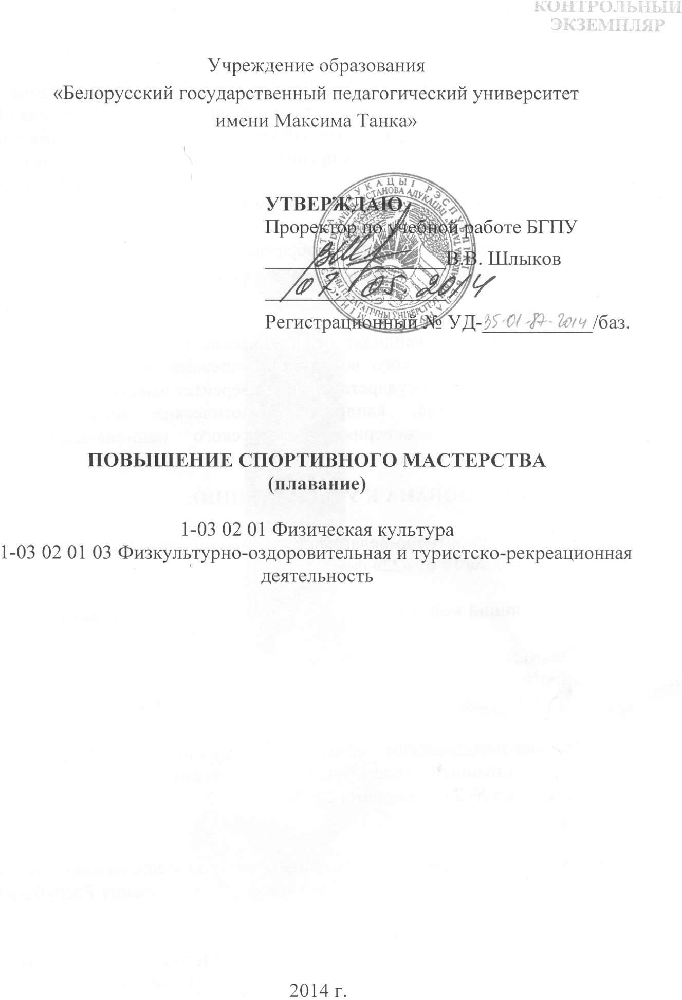 КОНТРОЛЬНЫЙ
ЭКЗЕМПЛЯР
Учреждение образования
«Белорусский государственный педагогический университет
имени Максима Танка»
УТВЕРЖДАЮ
Проректор по учебной работе БГПУ
В.В. Шлыков
07. 05. 2014
Регистрационный № УД-35-01-87-2014/баз.
ПОВЫШЕНИЕ СПОРТИВНОГО МАСТЕРСТВА
(плавание)
1-03 02 01 Физическая культура
1-03 02 01 03 Физкультурно-оздоровительная и туристско-рекреационная
деятельность
2014 г.